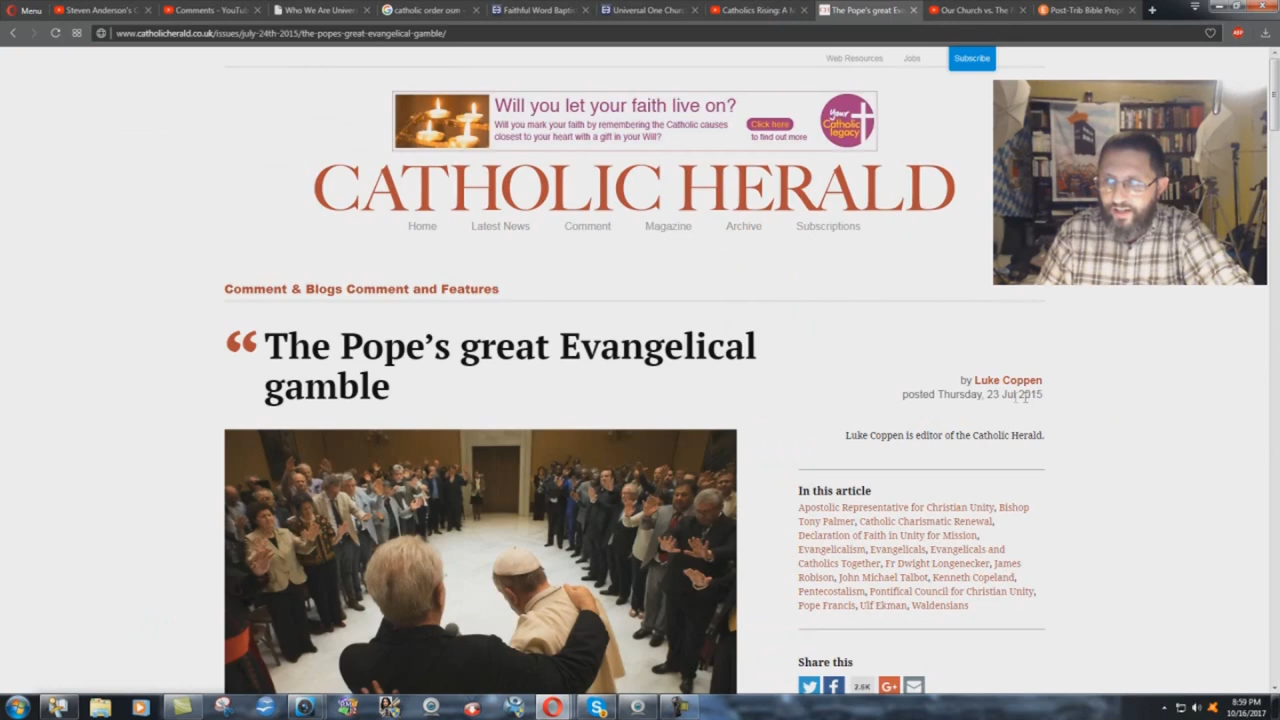 Menu
Steven Anderson's C
Comments - YouTub
Who We Are Univer
catholic order osm -
Faithful Word Baptis
Universal One Churc
Catholics Rising: A M
The Pope's great Eva
Our Church vs. The F
Post-Trib Bible Prop
www.catholicherald.co.uk/issues/july-24th-2015/the-popes-great-evangelical-gamble/
ABP
Web Resources
Jobs
Subscribe
Will you let your faith live on?
Will you mark your faith by remembering the Catholic causes
closest to your heart with a gift in your Will?
Click here
to find out more
your
Catholic
legacy
CATHOLIC HERALD
Home
Latest News
Comment
Magazine
Archive
Subscriptions
Comment & Blogs Comment and Features
“ The Pope’s great Evangelical
gamble
by Luke Coppen
posted Thursday, 23 Jul 2015
Luke Coppen is editor of the Catholic Herald.
In this article
Apostolic Representative for Christian Unity, Bishop
Tony Palmer, Catholic Charismatic Renewal,
Declaration of Faith in Unity for Mission,
Evangelicalism, Evangelicals, Evangelicals and
Catholics Together, Fr Dwight Longenecker, James
Robison, John Michael Talbot, Kenneth Copeland,
Pentecostalism, Pontifical Council for Christian Unity,
Pope Francis, Ulf Ekman, Waldensians
Share this
2.6K
G+
8:59 PM
10/16/2017